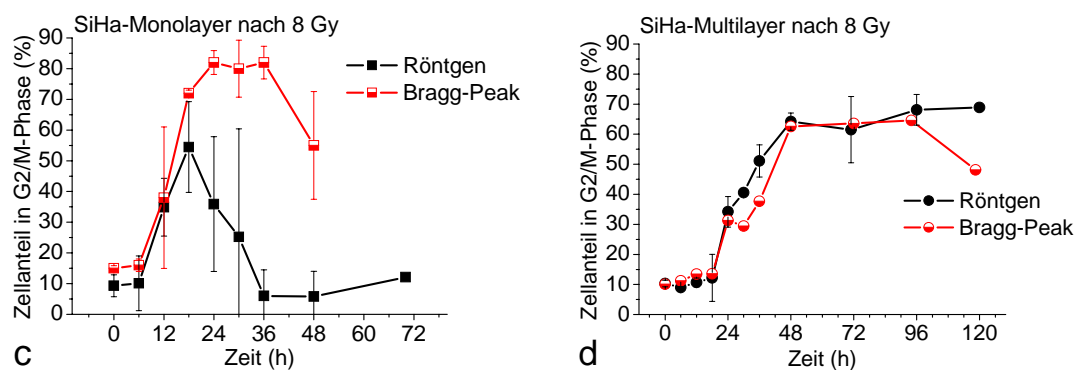 SiHa-Monolayer nach 8 Gy
Zellanteil in G2/M-Phase (%)
90
80
70
60
50
40
30
20
10
0
Röntgen
Bragg-Peak
0 12 24 36 48 60 72
Zeit (h)
c
SiHa-Multilayer nach 8 Gy
Zellanteil in G2/M-Phase (%)
90
80
70
60
50
40
30
20
10
0
Röntgen
Bragg-Peak
0 24 48 72 96 120
Zeit (h)
d